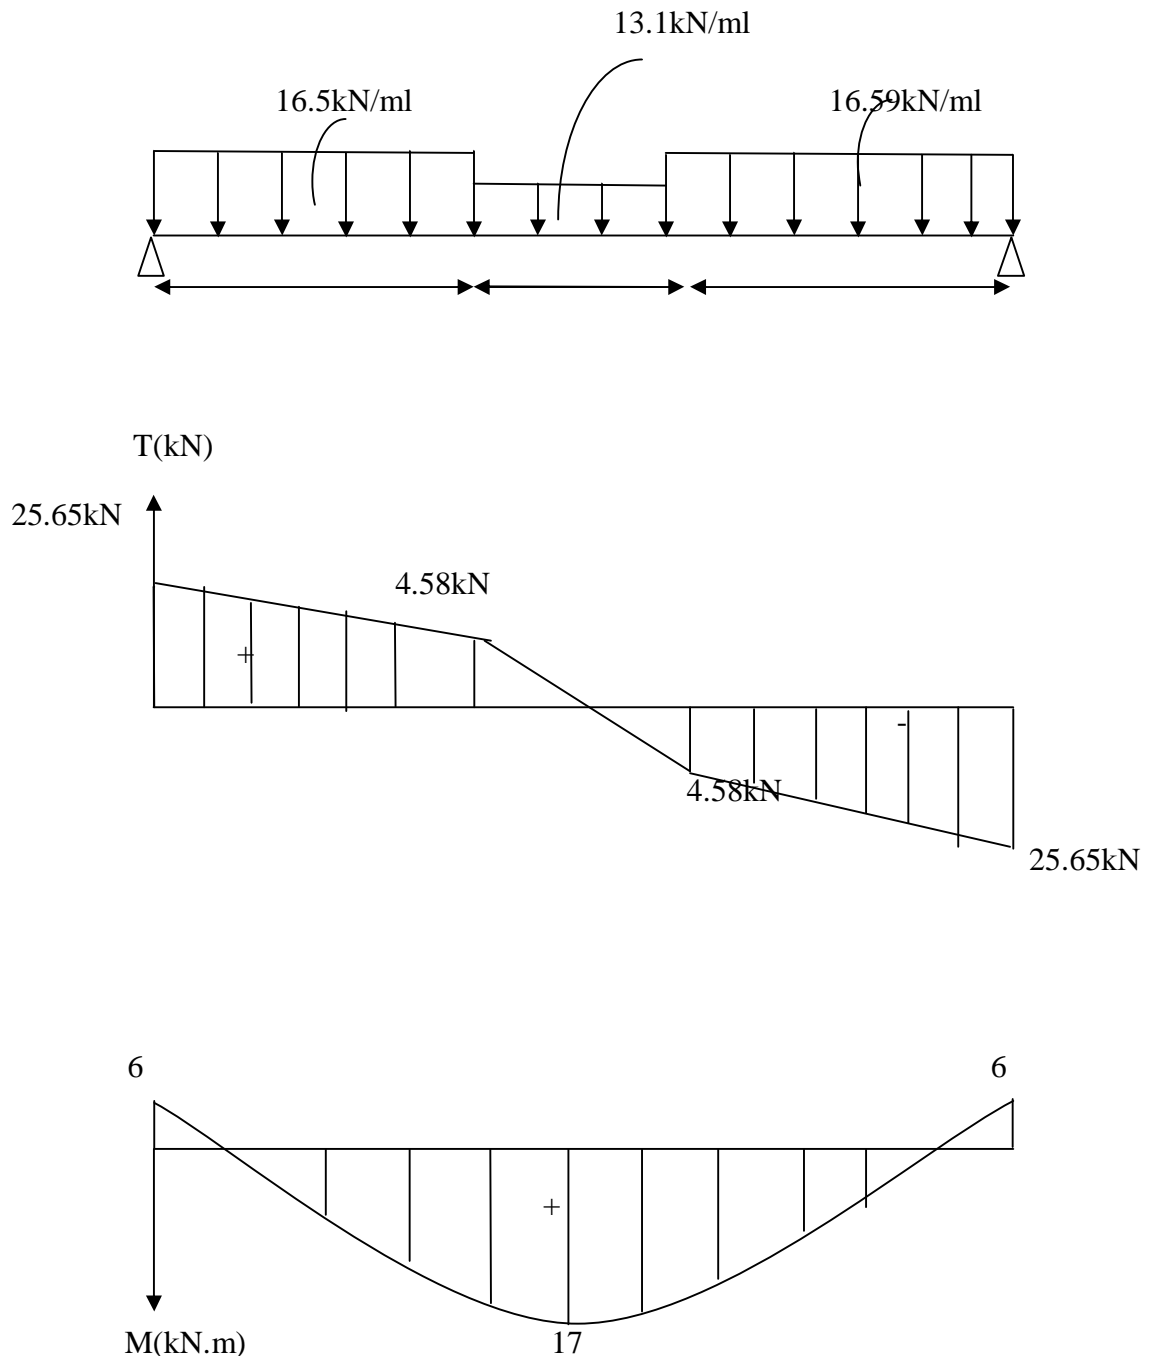 13.1kN/ml
16.5kN/ml
16.59kN/ml
T(kN)
25.65kN
4.58kN
+
-
4.58kN
25.65kN
6
6
+
M(kN.m)
17